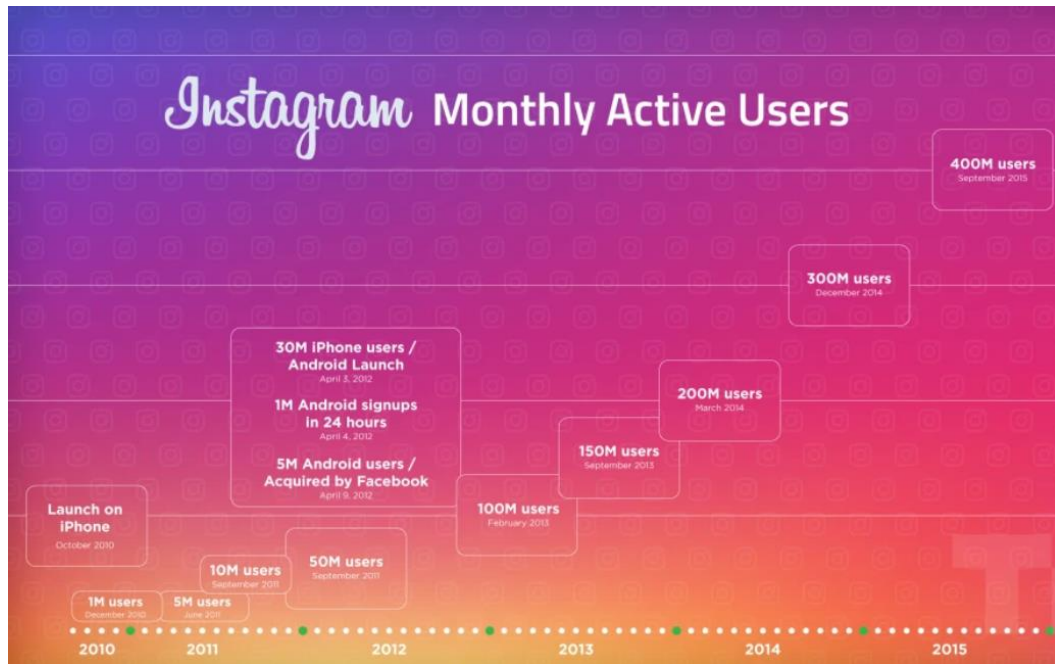 Instagram Monthly Active Users
400M users
September 2015
300M users
December 2014
30M iPhone users /
Android Launch
April 3, 2012
1M Android signups
in 24 hours
April 4, 2012
5M Android users /
Acquired by Facebook
April 9, 2012
200M users
March 2014
150M users
September 2013
Launch on
iPhone
October 2010
100M users
February 2013
10M users
September 2011
50M users
September 2011
1M users
December 2010
5M users
June 2011
2010 2011 2012 2013 2014 2015